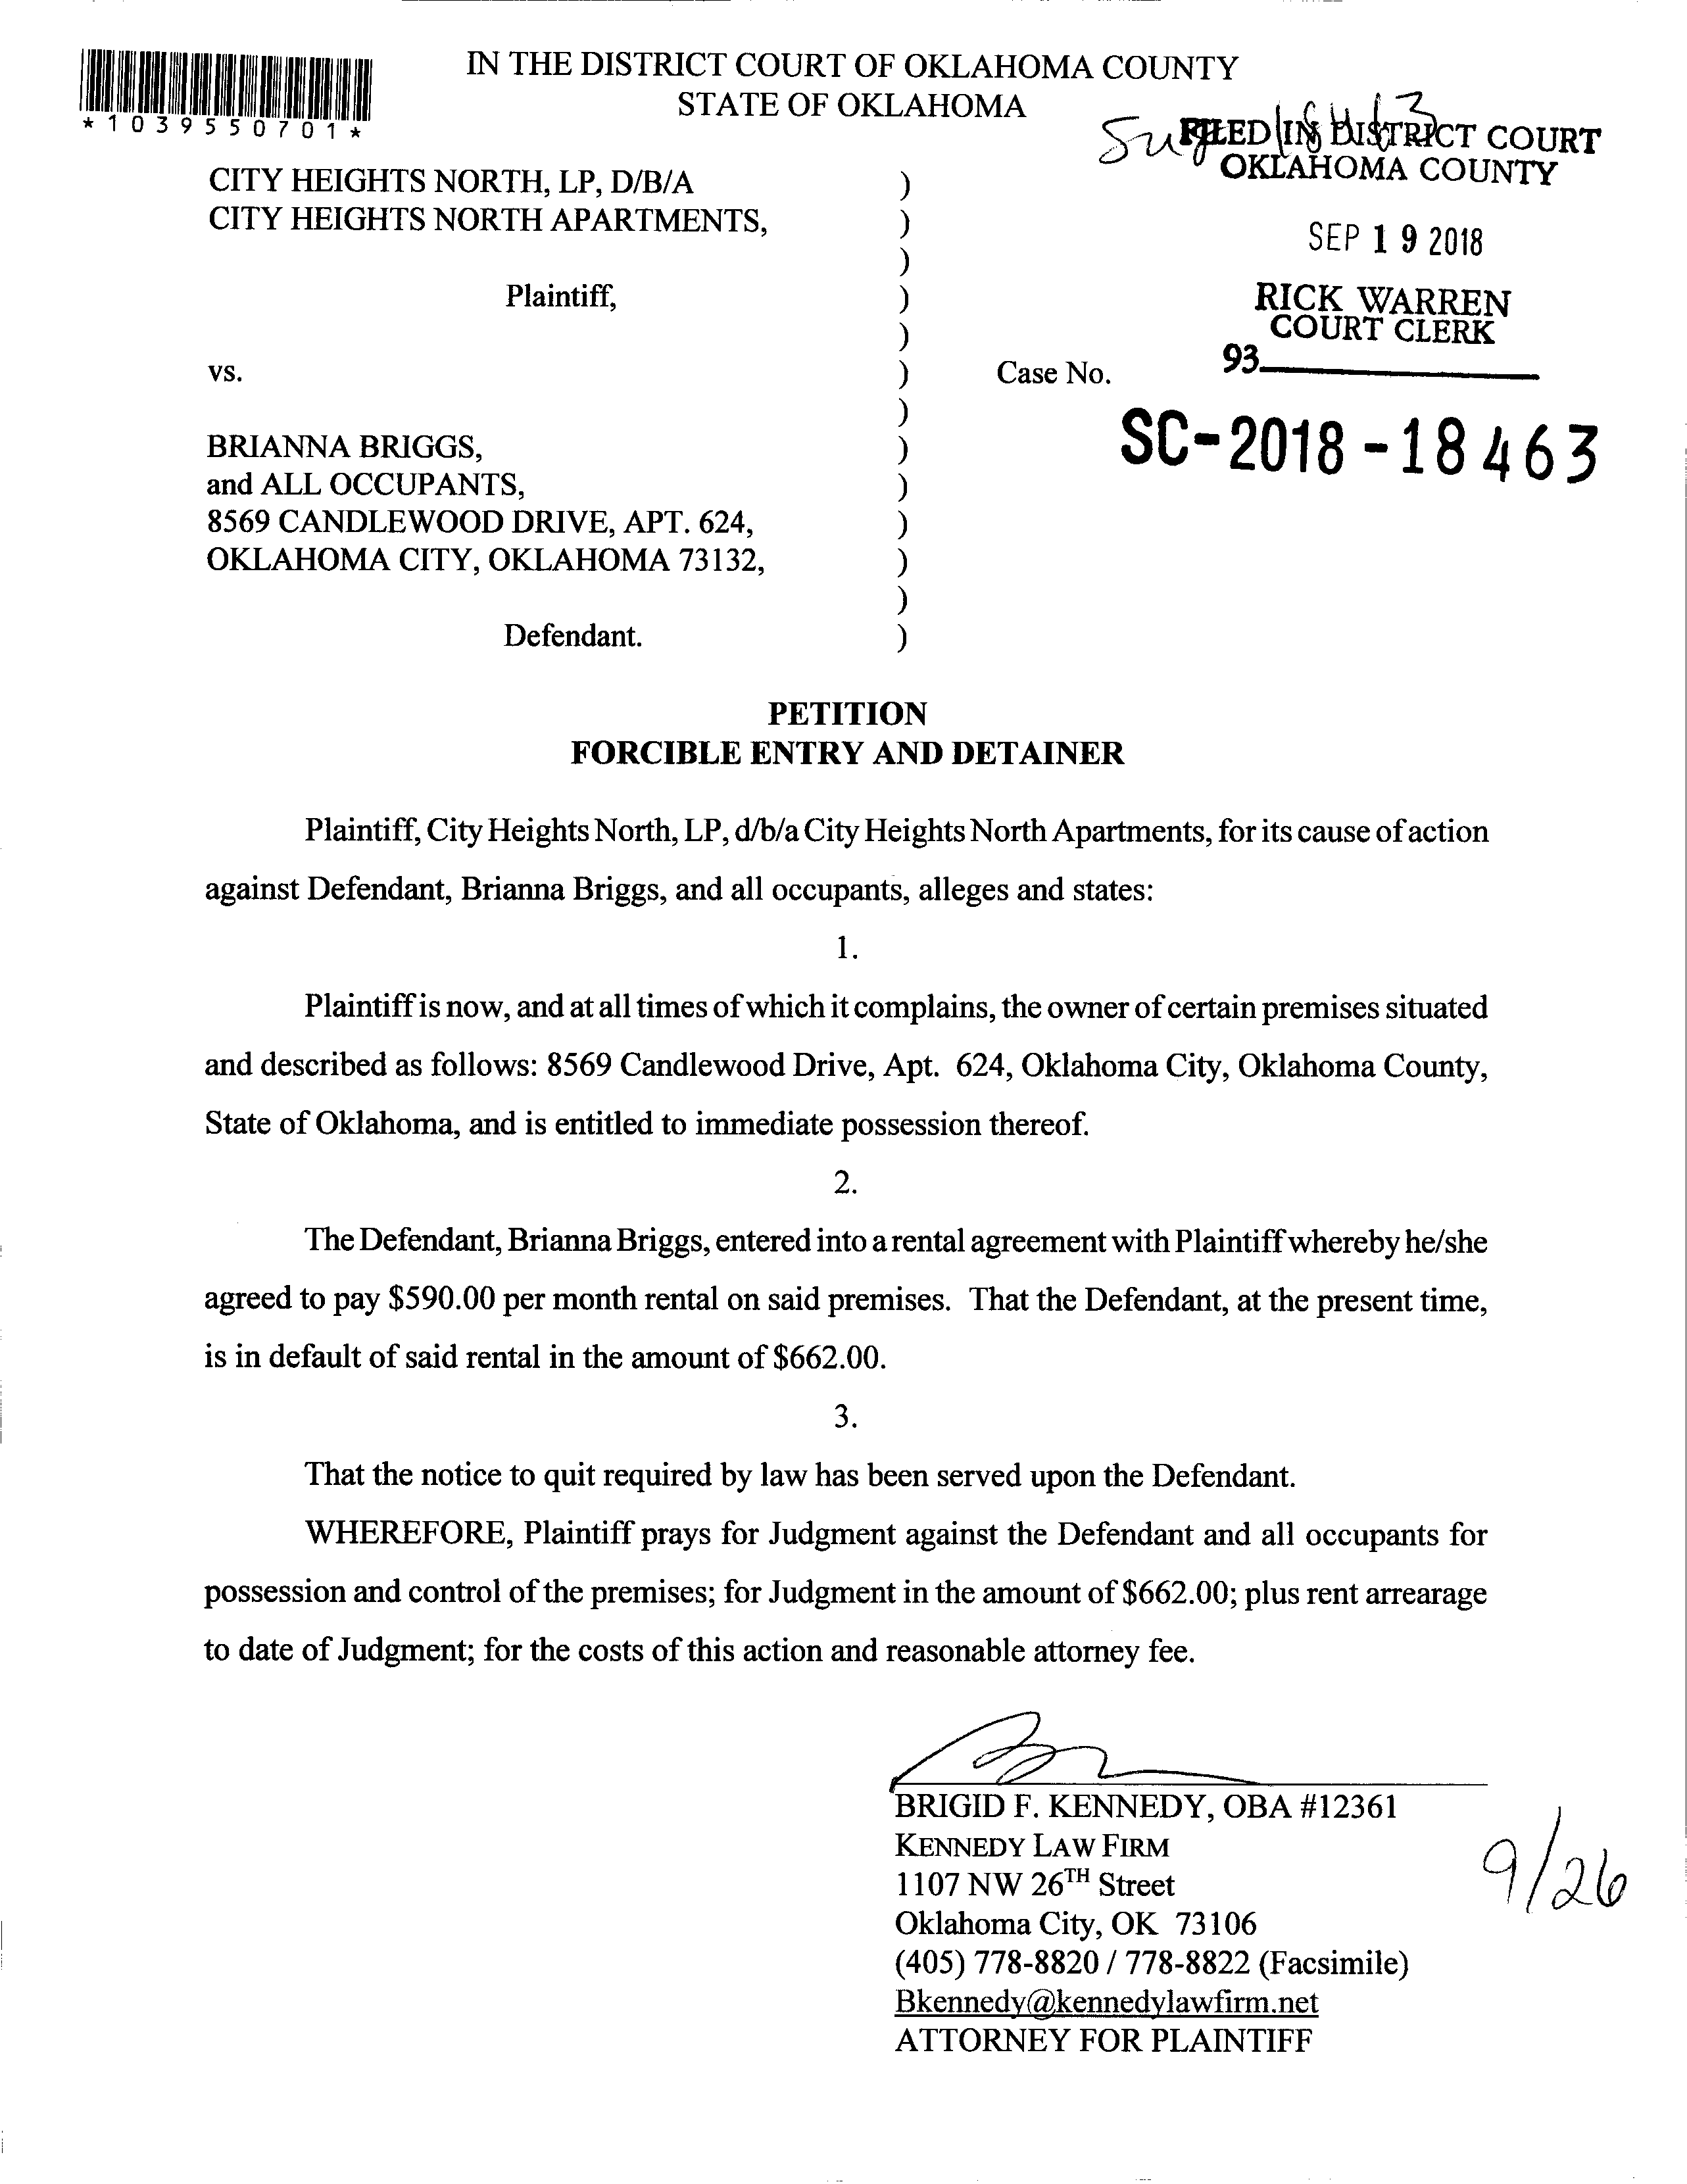 IN THE DISTRICT COURT OF OKLAHOMA COUNTY
STATE OF OKLAHOMA
*1039550701*
FILED IN DISTRICT COURT
OKLAHOMA COUNTY
SEP 19 2018
RICK WARREN
COURT CLERK
93
CITY HEIGHTS NORTH, LP, D/B/A )
CITY HEIGHTS NORTH APARTMENTS, )
)
Plaintiff, )
)
vs. ) Case No.
)
SC-2018-18463
BRIANNA BRIGGS, )
and ALL OCCUPANTS, )
8569 CANDLEWOOD DRIVE, APT. 624, )
OKLAHOMA CITY, OKLAHOMA 73132, )
)
Defendant. )
PETITION
FORCIBLE ENTRY AND DETAINER
Plaintiff, City Heights North, LP, d/b/a City Heights North Apartments, for its cause of action
against Defendant, Brianna Briggs, and all occupants, alleges and states:
1.
Plaintiff is now, and at all times of which it complains, the owner of certain premises situated
and described as follows: 8569 Candlewood Drive, Apt. 624, Oklahoma City, Oklahoma County,
State of Oklahoma, and is entitled to immediate possession thereof.
2.
The Defendant, Brianna Briggs, entered into a rental agreement with Plaintiff whereby he/she
agreed to pay $590.00 per month rental on said premises. That the Defendant, at the present time,
is in default of said rental in the amount of $662.00.
3.
That the notice to quit required by law has been served upon the Defendant.
WHEREFORE, Plaintiff prays for Judgment against the Defendant and all occupants for
possession and control of the premises; for Judgment in the amount of $662.00; plus rent arrearage
to date of Judgment; for the costs of this action and reasonable attorney fee.
BRIGID F. KENNEDY, OBA #12361
KENNEDY LAW FIRM
1107 NW 26TH Street
Oklahoma City, OK 73106
(405) 778-8820 / 778-8822 (Facsimile)
Bkennedy@kennedylawfirm.net
ATTORNEY FOR PLAINTIFF
9/26